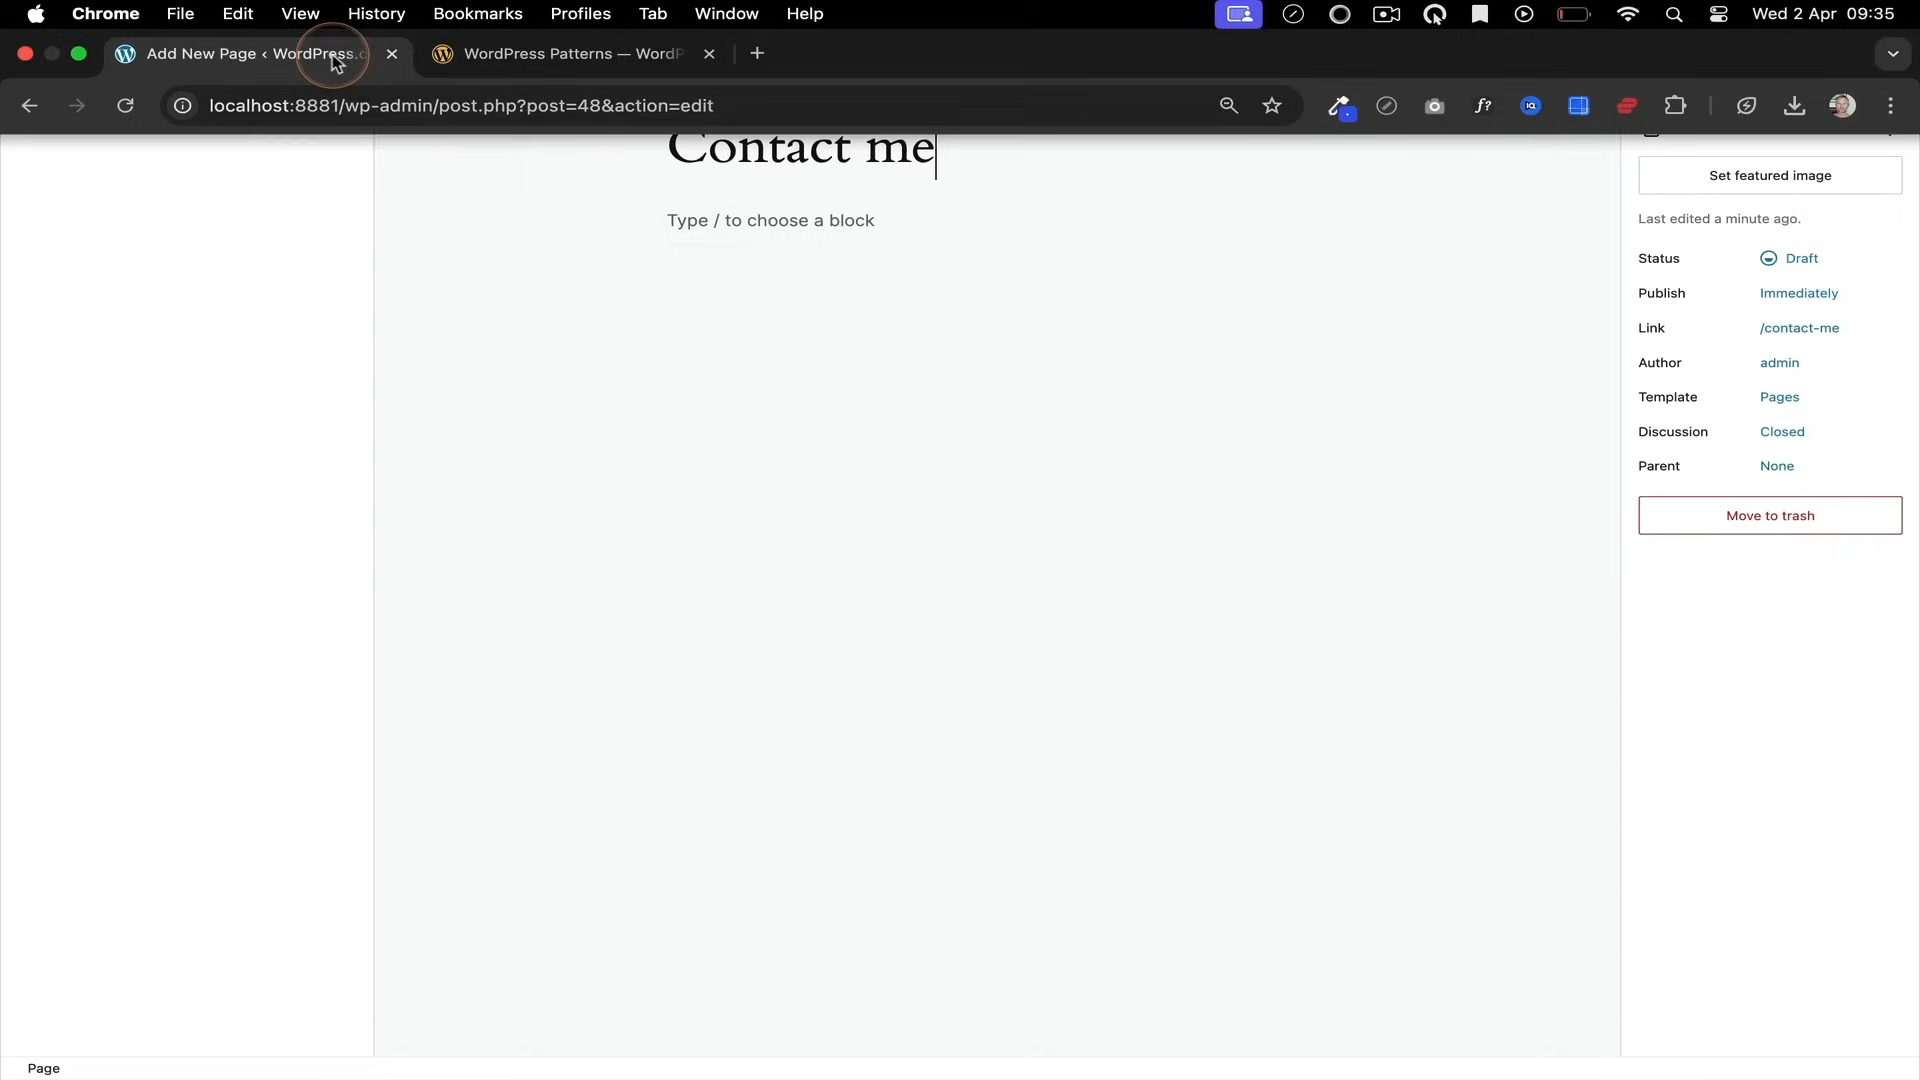 Chrome File Edit View History Bookmarks Profiles Tab Window Help Wed 2 Apr 09:35
Add New Page ‹ WordPress.c WordPress Patterns — WordP
localhost:8881/wp-admin/post.php?post=48&action=edit
Contact me
Type / to choose a block
Set featured image
Last edited a minute ago.
Status Draft
Publish Immediately
Link /contact-me
Author admin
Template Pages
Discussion Closed
Parent None
Move to trash
Page